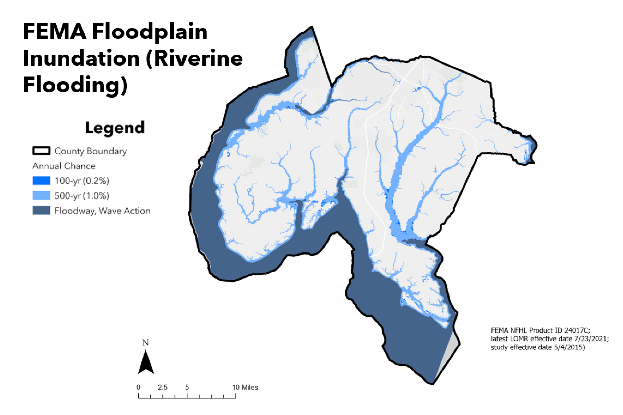 FEMA Floodplain
Inundation (Riverine
Flooding)
Legend
County Boundary
Annual Chance
100-yr (0.2%)
500-yr (1.0%)
Floodway, Wave Action
N
0 2.5 5 10 Miles
FEMA NFHL Product ID 24017C;
latest LOMR effective date 7/23/2021;
study effective date 5/4/2015)